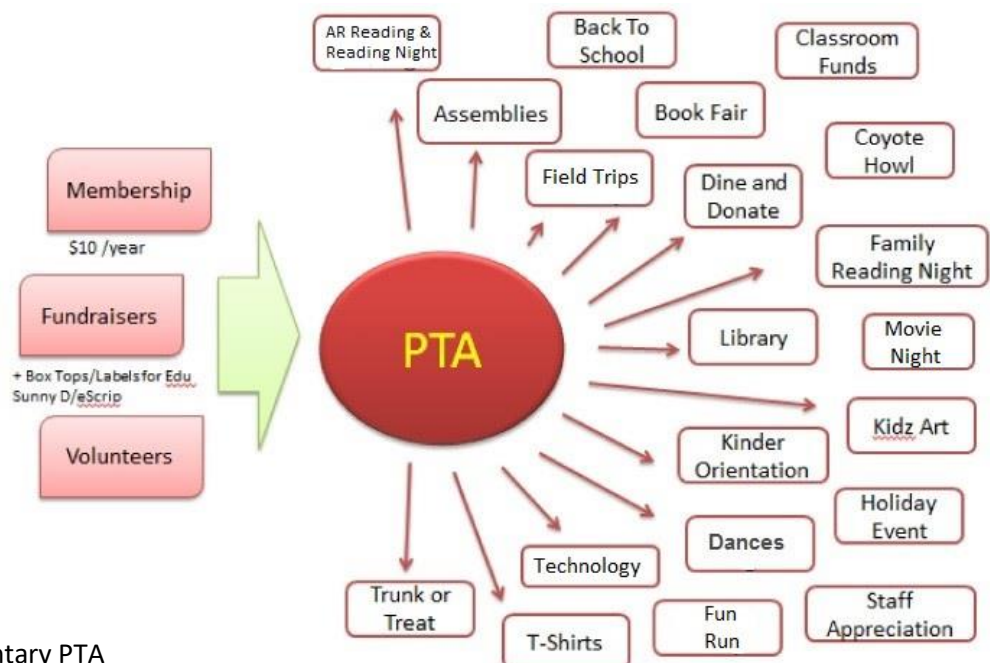 AR Reading &
Reading Night
Back To
School
Classroom
Funds
Assemblies
Book Fair
Coyote
Howl
Membership
$10 /year
Field Trips
Dine and
Donate
Family
Reading Night
Fundraisers
+ Box Tops/Labels for Edu
Sunny D/eScrip
PTA
Library
Movie
Night
Volunteers
Kidz Art
Kinder
Orientation
Holiday
Event
Dances
Technology
Trunk or
Treat
T-Shirts
Fun
Run
Staff
Appreciation
ntary PTA